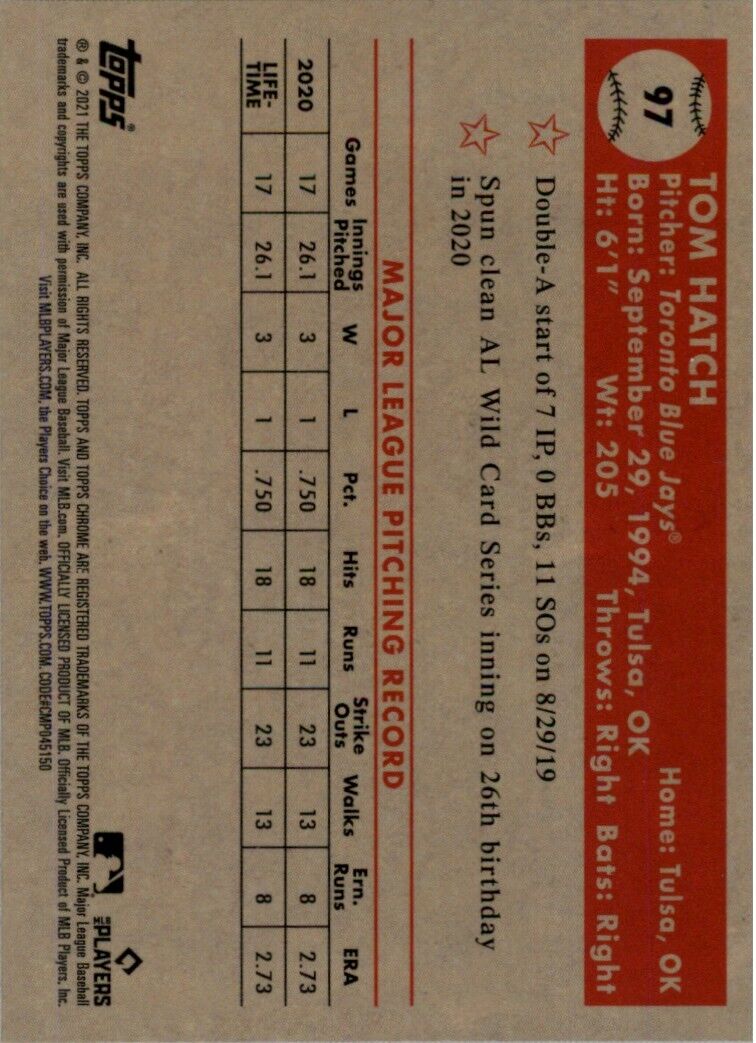 97
TOM HATCH
Pitcher: Toronto Blue Jays® Home: Tulsa, OK
Born: September 29, 1994, Tulsa, OK
Ht: 6'1" Wt: 205 Throws: Right Bats: Right
Double-A start of 7 IP, 0 BBs, 11 SOs on 8/29/19
Spun clean AL Wild Card Series inning on 26th birthday
in 2020
MAJOR LEAGUE PITCHING RECORD
Games Innings Pitched W L Pct. Hits Runs Strike Outs Walks Ern. Runs ERA
2020 17 26.1 3 1 .750 18 11 23 13 8 2.73
LIFE-TIME 17 26.1 3 1 .750 18 11 23 13 8 2.73
topps®
MLB PLAYERS
® & © 2021 THE TOPPS COMPANY, INC. ALL RIGHTS RESERVED. TOPPS AND TOPPS CHROME ARE REGISTERED TRADEMARKS OF THE TOPPS COMPANY, INC. Major League Baseball
trademarks and copyrights are used with permission of Major League Baseball. Visit MLB.com. OFFICIALLY LICENSED PRODUCT OF MLB. Officially Licensed Product of MLB Players, Inc.
Visit MLBPLAYERS.COM, the Players Choice on the web. WWW.TOPPS.COM. CODE#CMP045150